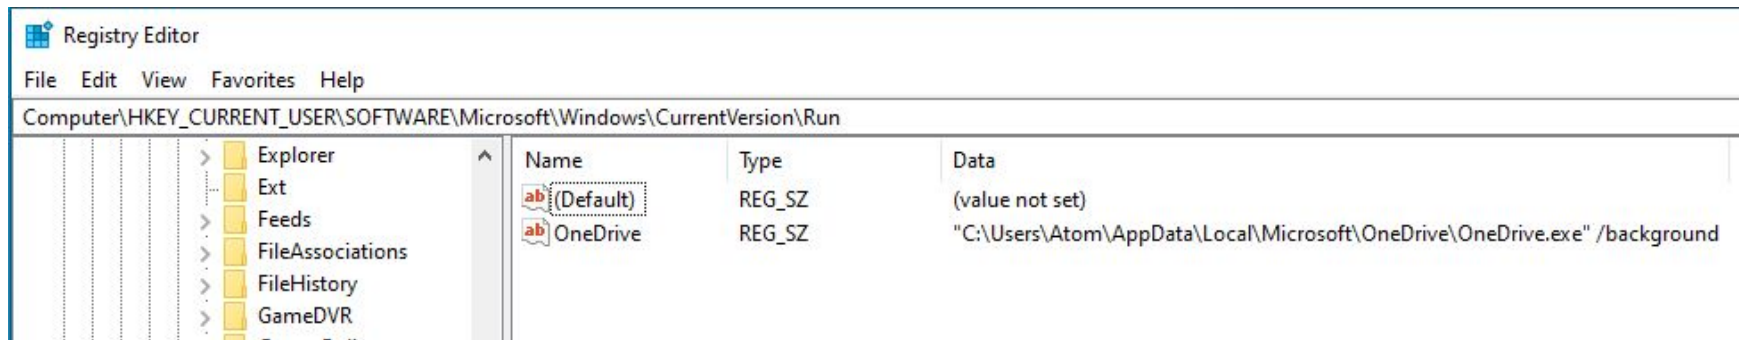 Registry Editor
File Edit View Favorites Help
Computer\HKEY_CURRENT_USER\SOFTWARE\Microsoft\Windows\CurrentVersion\Run
Explorer
Ext
Feeds
FileAssociations
FileHistory
GameDVR
Name Type Data
(Default) REG_SZ (value not set)
OneDrive REG_SZ "C:\Users\Atom\AppData\Local\Microsoft\OneDrive\OneDrive.exe" /background